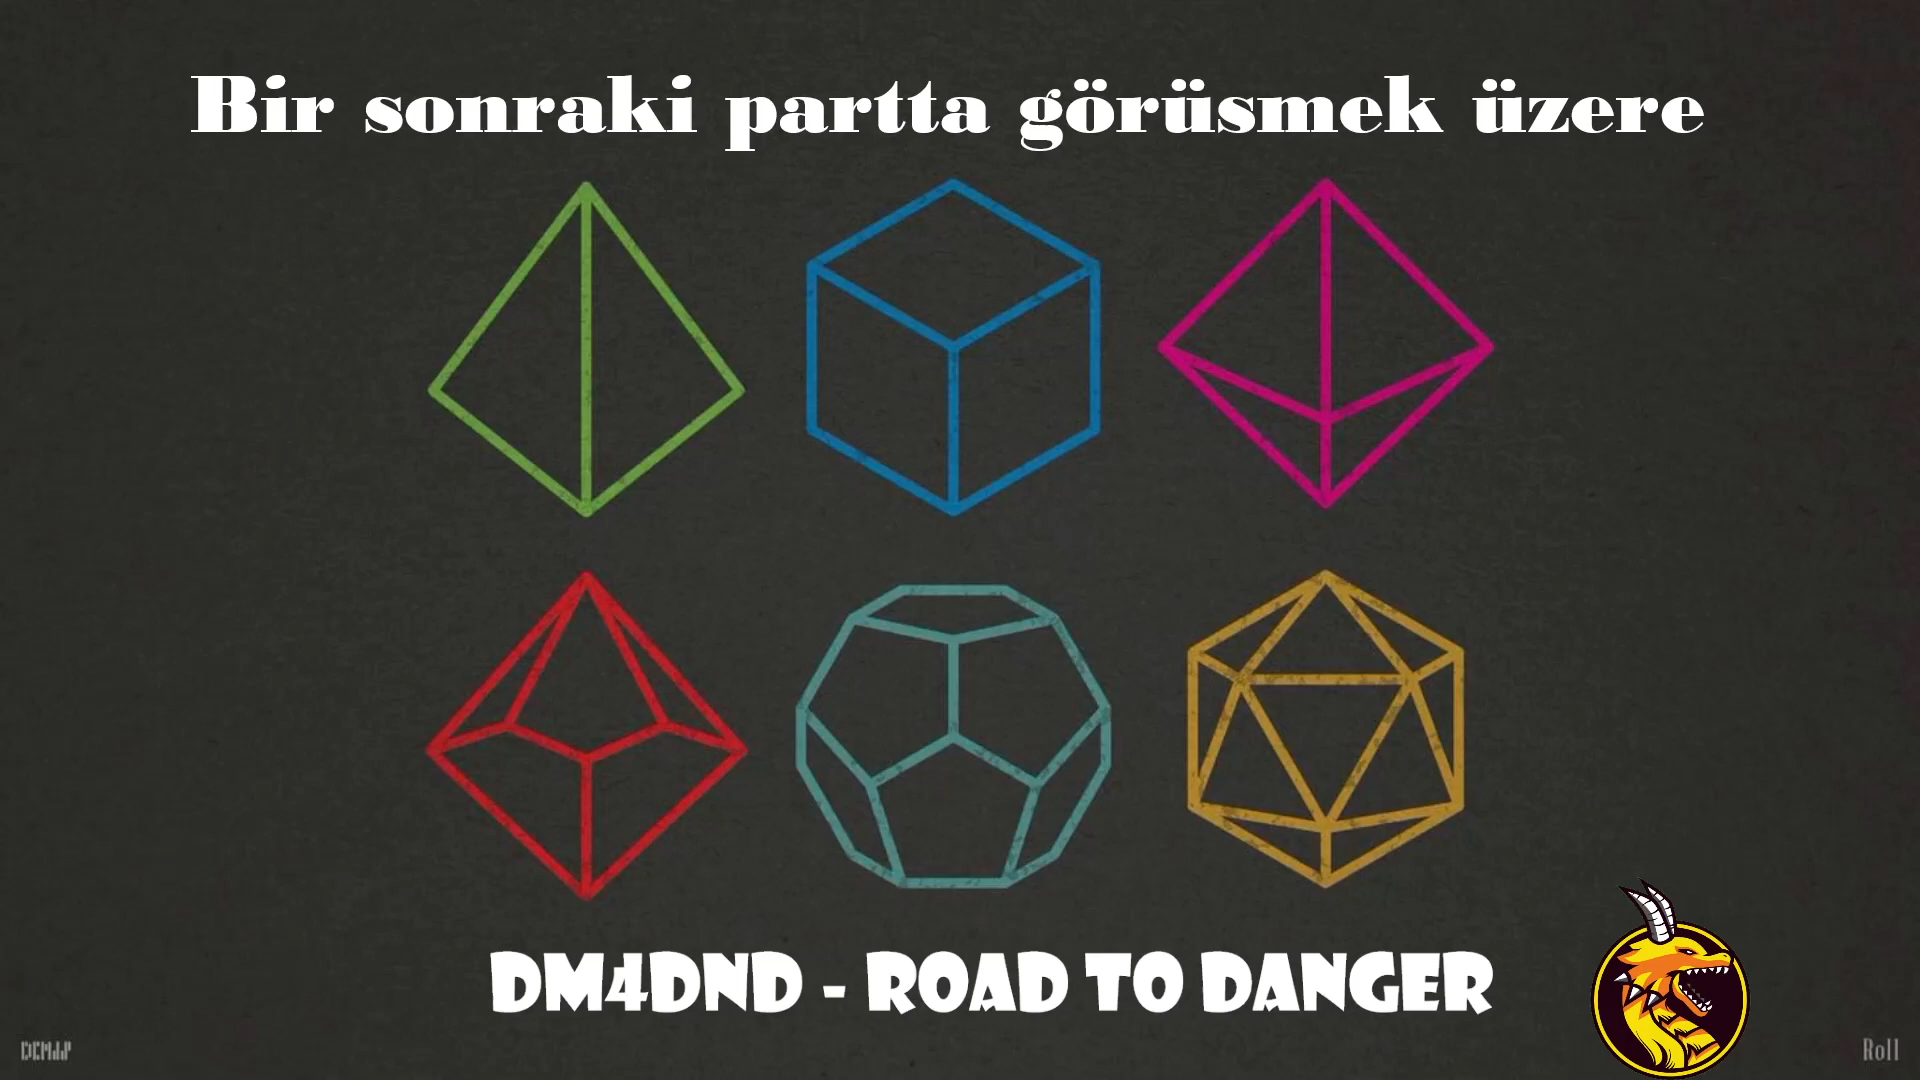 Bir sonraki partta görüsmek üzere
DM4DND - ROAD TO DANGER
Roll